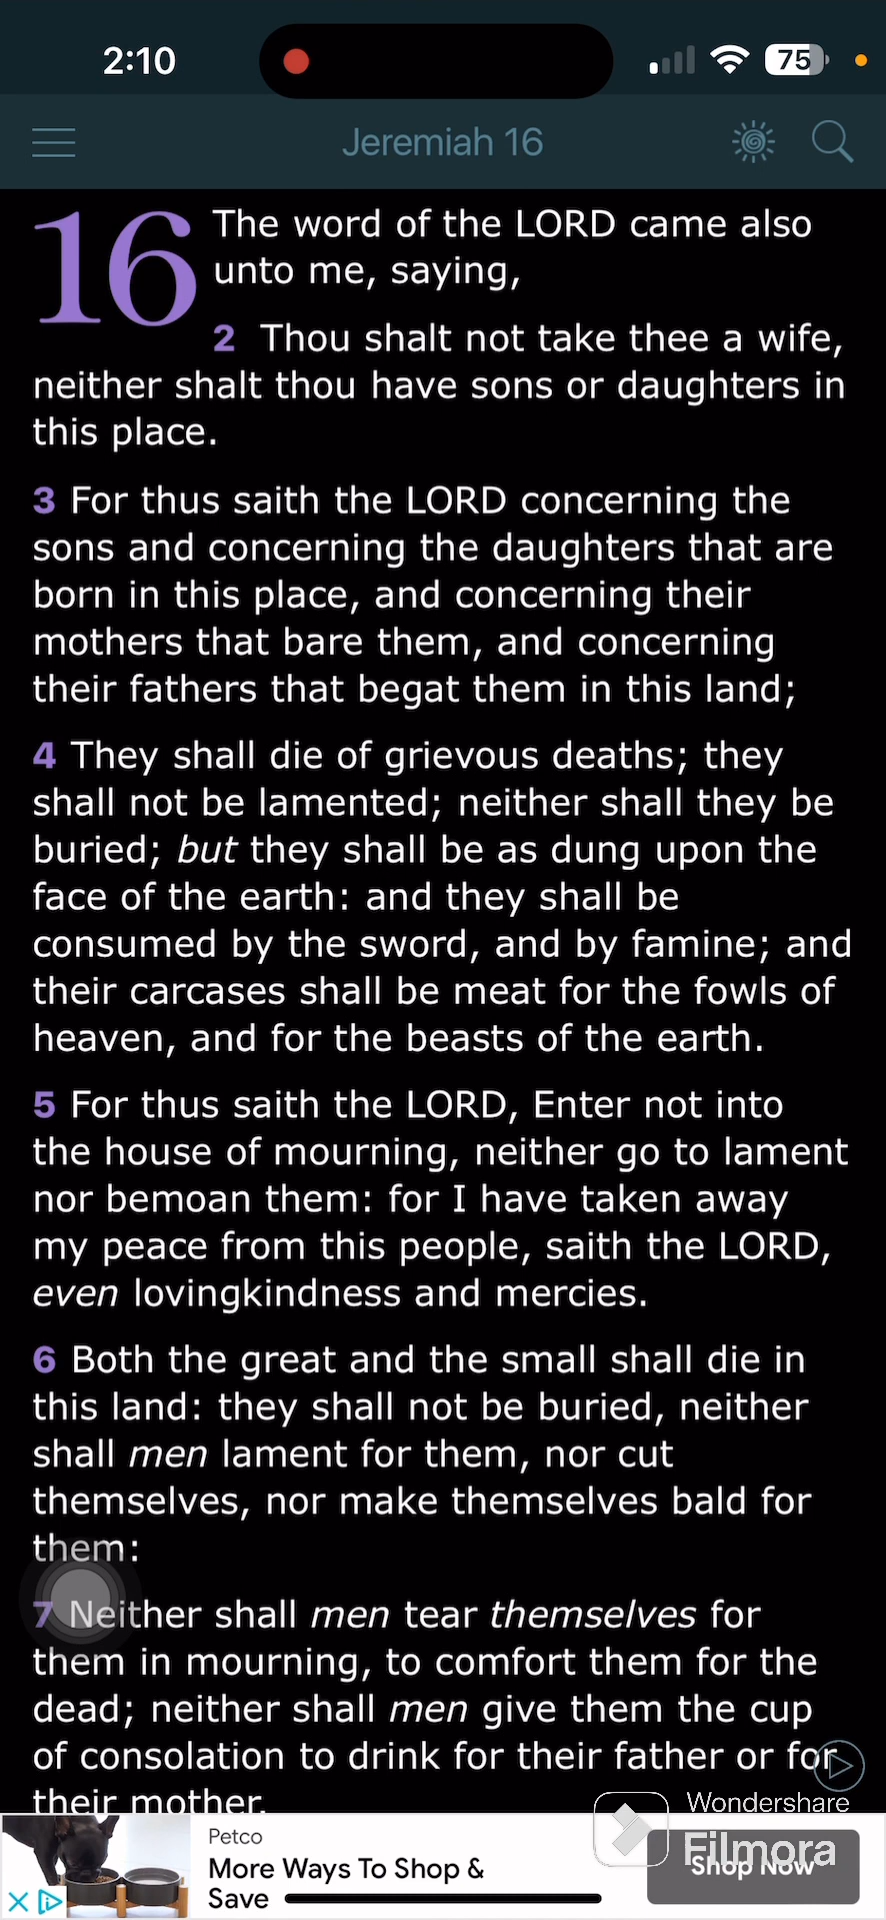 2:10
75
Jeremiah 16
16 The word of the LORD came also
unto me, saying,
2 Thou shalt not take thee a wife,
neither shalt thou have sons or daughters in
this place.
3 For thus saith the LORD concerning the
sons and concerning the daughters that are
born in this place, and concerning their
mothers that bare them, and concerning
their fathers that begat them in this land;
4 They shall die of grievous deaths; they
shall not be lamented; neither shall they be
buried; but they shall be as dung upon the
face of the earth: and they shall be
consumed by the sword, and by famine; and
their carcases shall be meat for the fowls of
heaven, and for the beasts of the earth.
5 For thus saith the LORD, Enter not into
the house of mourning, neither go to lament
nor bemoan them: for I have taken away
my peace from this people, saith the LORD,
even lovingkindness and mercies.
6 Both the great and the small shall die in
this land: they shall not be buried, neither
shall men lament for them, nor cut
themselves, nor make themselves bald for
them:
7 Neither shall men tear themselves for
them in mourning, to comfort them for the
dead; neither shall men give them the cup
of consolation to drink for their father or for
their mother.
Wondershare
Filmora
Petco
More Ways To Shop &
Save
Shop Now